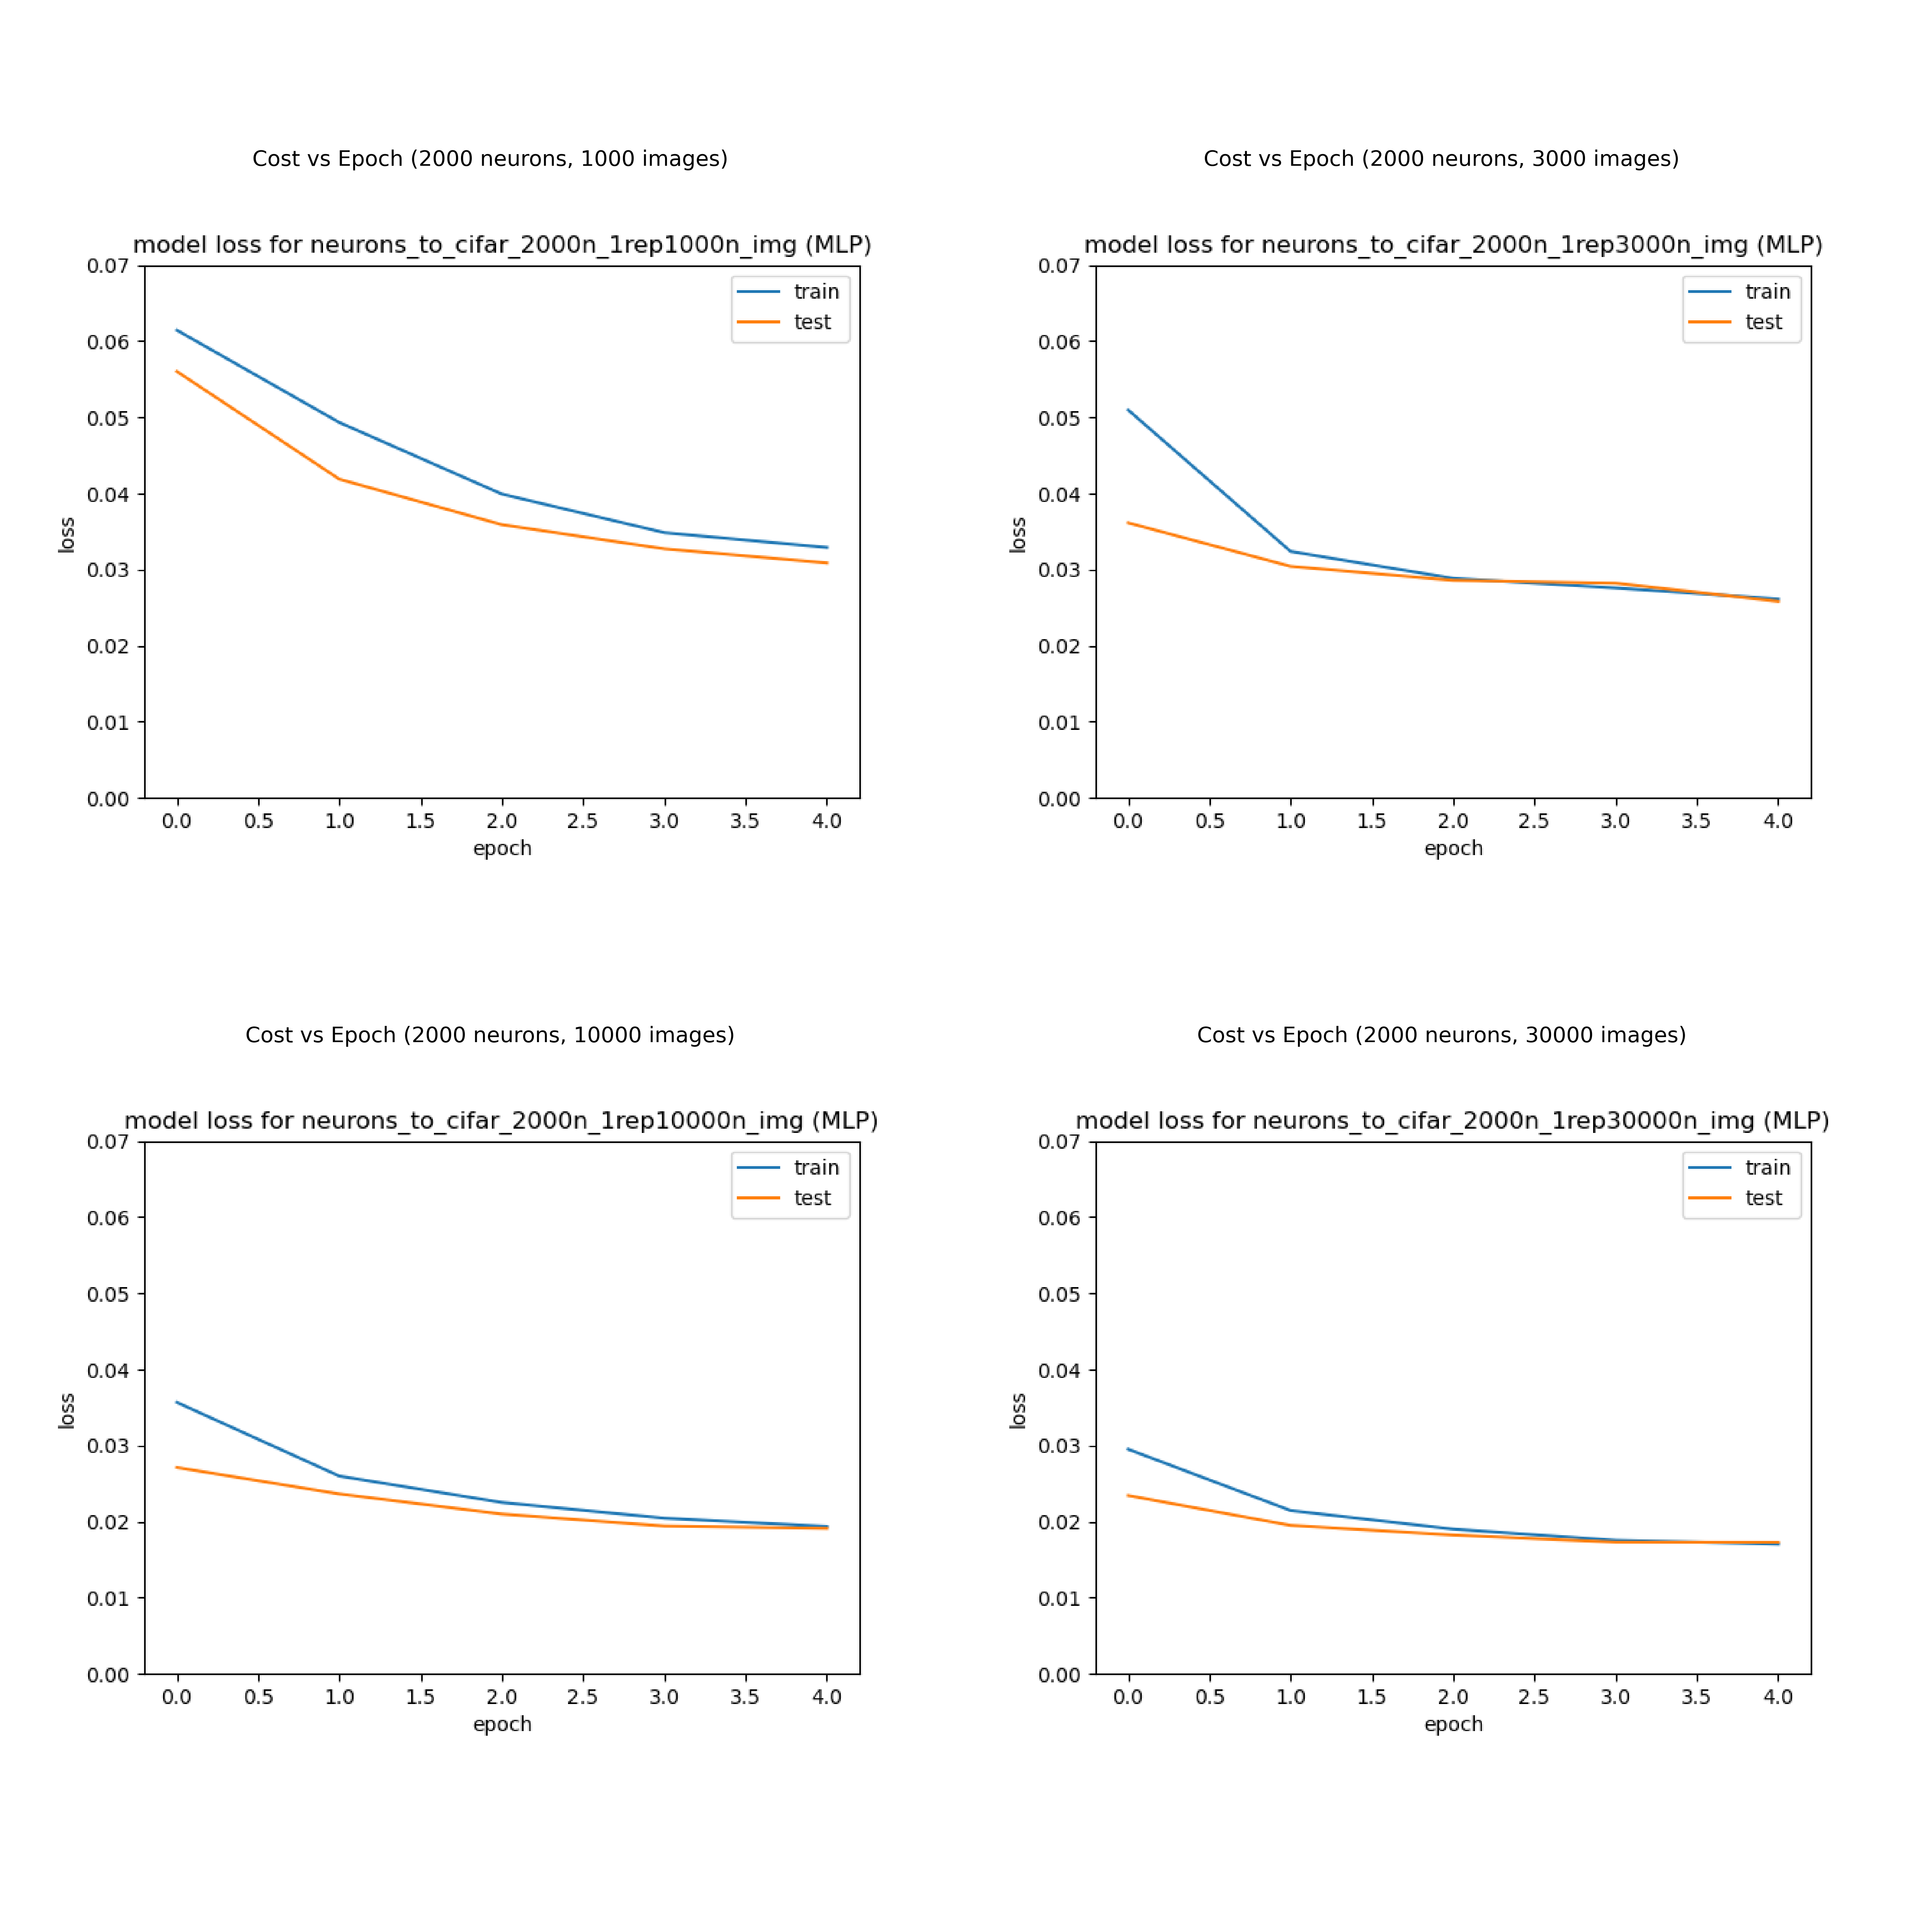 Cost vs Epoch (2000 neurons, 1000 images)
model loss for neurons_to_cifar_2000n_1rep1000n_img (MLP)
0.07
0.06
0.05
0.04
0.03
0.02
0.01
0.00
loss
train
test
0.0 0.5 1.0 1.5 2.0 2.5 3.0 3.5 4.0
epoch
Cost vs Epoch (2000 neurons, 3000 images)
model loss for neurons_to_cifar_2000n_1rep3000n_img (MLP)
0.07
0.06
0.05
0.04
0.03
0.02
0.01
0.00
loss
train
test
0.0 0.5 1.0 1.5 2.0 2.5 3.0 3.5 4.0
epoch
Cost vs Epoch (2000 neurons, 10000 images)
model loss for neurons_to_cifar_2000n_1rep10000n_img (MLP)
0.07
0.06
0.05
0.04
0.03
0.02
0.01
0.00
loss
train
test
0.0 0.5 1.0 1.5 2.0 2.5 3.0 3.5 4.0
epoch
Cost vs Epoch (2000 neurons, 30000 images)
model loss for neurons_to_cifar_2000n_1rep30000n_img (MLP)
0.07
0.06
0.05
0.04
0.03
0.02
0.01
0.00
loss
train
test
0.0 0.5 1.0 1.5 2.0 2.5 3.0 3.5 4.0
epoch